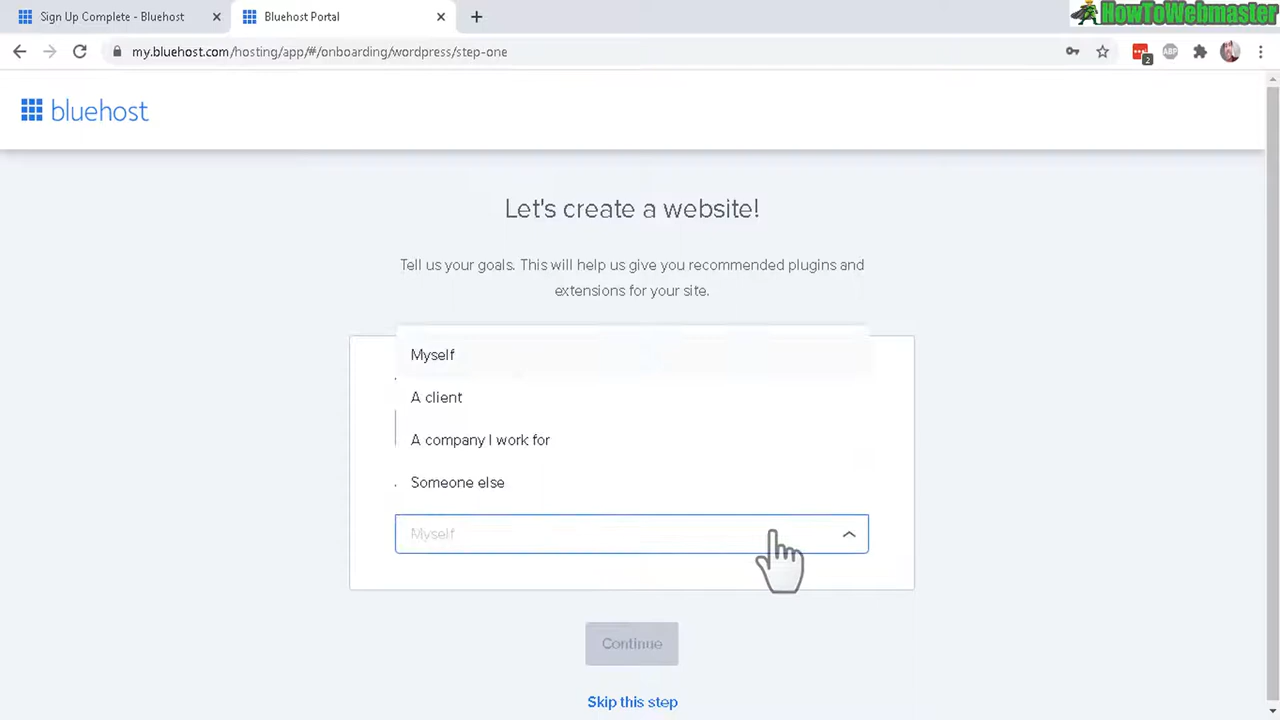 Sign Up Complete - Bluehost
Bluehost Portal
HowToWebmaster
my.bluehost.com/hosting/app/#/onboarding/wordpress/step-one
2
ABP
bluehost
Let's create a website!
Tell us your goals. This will help us give you recommended plugins and
extensions for your site.
Myself
A client
A company I work for
Someone else
Myself
Continue
Skip this step